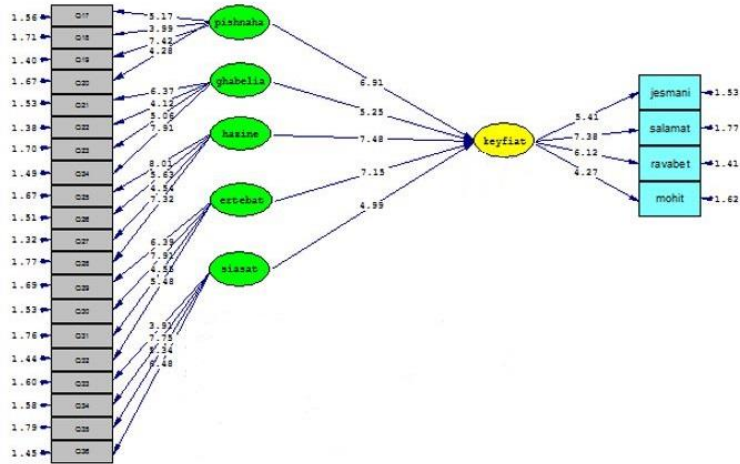 1.56 Q17 5.17 pishnaha
1.71 Q18 3.99
1.40 Q19 7.42
1.67 Q20 4.28
6.91
1.53 Q21 6.37 ghabelia
1.38 Q22 4.12
1.70 Q23 5.06
1.49 Q24 7.91
5.25
1.67 Q25 8.01 hazine
1.51 Q26 5.63
1.32 Q27 4.54
1.77 Q28 7.32
7.48
1.69 Q29 6.39 ertebat
1.53 Q30 7.91
1.76 Q31
1.44 Q32 5.48
7.15
1.60 Q33 3.91 siasat
1.58 Q34 7.75
1.79 Q35 5.34
1.45 Q36 6.48
4.99
keyfiat
5.41 jesmani 1.53
7.38 salamat 1.77
6.12 ravabet 1.41
4.27 mohit 1.62